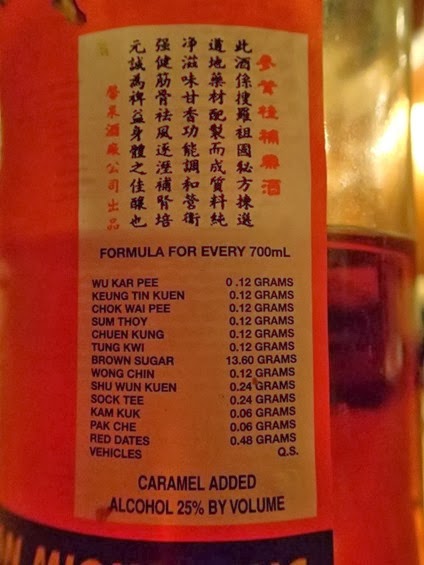 此酒係搜羅祖國秘方揀選
道地藥材配製而成質料純
淨滋味甘香功能調和營衛
强健筋骨祛風逐溼補腎培
元誠為裨益身體之佳釀也
酒廠公司出品
FORMULA FOR EVERY 700mL
WU KAR PEE 0.12 GRAMS
KEUNG TIN KUEN 0.12 GRAMS
CHOK WAI PEE 0.12 GRAMS
SUM THOY 0.12 GRAMS
CHUEN KUNG 0.12 GRAMS
TUNG KWI 0.12 GRAMS
BROWN SUGAR 13.60 GRAMS
WONG CHIN 0.12 GRAMS
SHU WUN KUEN 0.24 GRAMS
SOCK TEE 0.24 GRAMS
KAM KUK 0.06 GRAMS
PAK CHE 0.06 GRAMS
RED DATES 0.48 GRAMS
VEHICLES Q.S.
CARAMEL ADDED
ALCOHOL 25% BY VOLUME